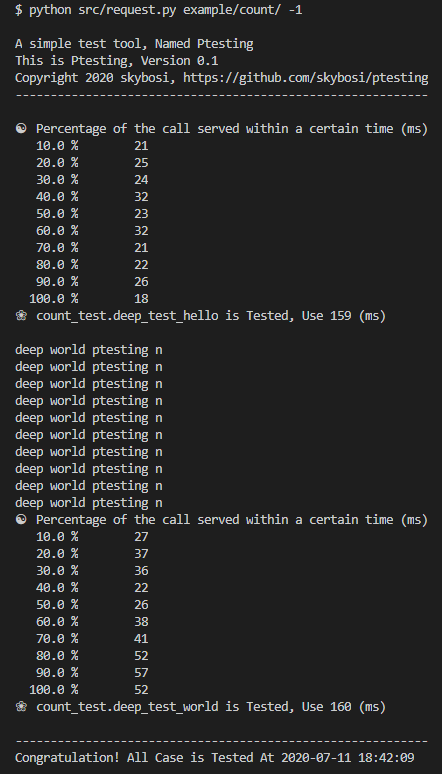 $ python src/request.py example/count/ -1
A simple test tool, Named Ptesting
This is Ptesting, Version 0.1
Copyright 2020 skybosi, https://github.com/skybosi/ptesting
-----------------------------------------------------------
☯ Percentage of the call served within a certain time (ms)
10.0 % 21
20.0 % 25
30.0 % 24
40.0 % 32
50.0 % 23
60.0 % 32
70.0 % 21
80.0 % 22
90.0 % 26
100.0 % 18
❀ count_test.deep_test_hello is Tested, Use 159 (ms)
deep world ptesting n
deep world ptesting n
deep world ptesting n
deep world ptesting n
deep world ptesting n
deep world ptesting n
deep world ptesting n
deep world ptesting n
deep world ptesting n
deep world ptesting n
☯ Percentage of the call served within a certain time (ms)
10.0 % 27
20.0 % 37
30.0 % 36
40.0 % 22
50.0 % 26
60.0 % 38
70.0 % 41
80.0 % 52
90.0 % 57
100.0 % 52
❀ count_test.deep_test_world is Tested, Use 160 (ms)
-----------------------------------------------------------
Congratulation! All Case is Tested At 2020-07-11 18:42:09